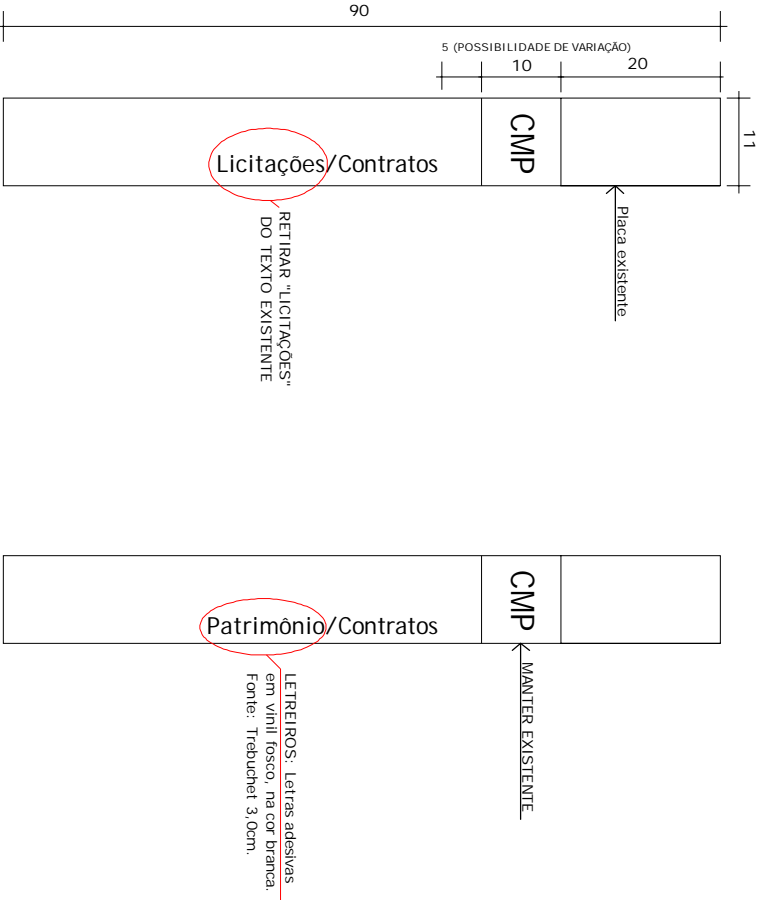 90
5 (POSSIBILIDADE DE VARIAÇÃO)
10
20
11
CMP
Licitações/Contratos
Placa existente
RETIRAR "LICITAÇÕES"
DO TEXTO EXISTENTE
CMP
Patrimônio/Contratos
MANTER EXISTENTE
LETREIROS: Letras adesivas
em vinil fosco, na cor branca.
Fonte: Trebuchet 3,0cm.